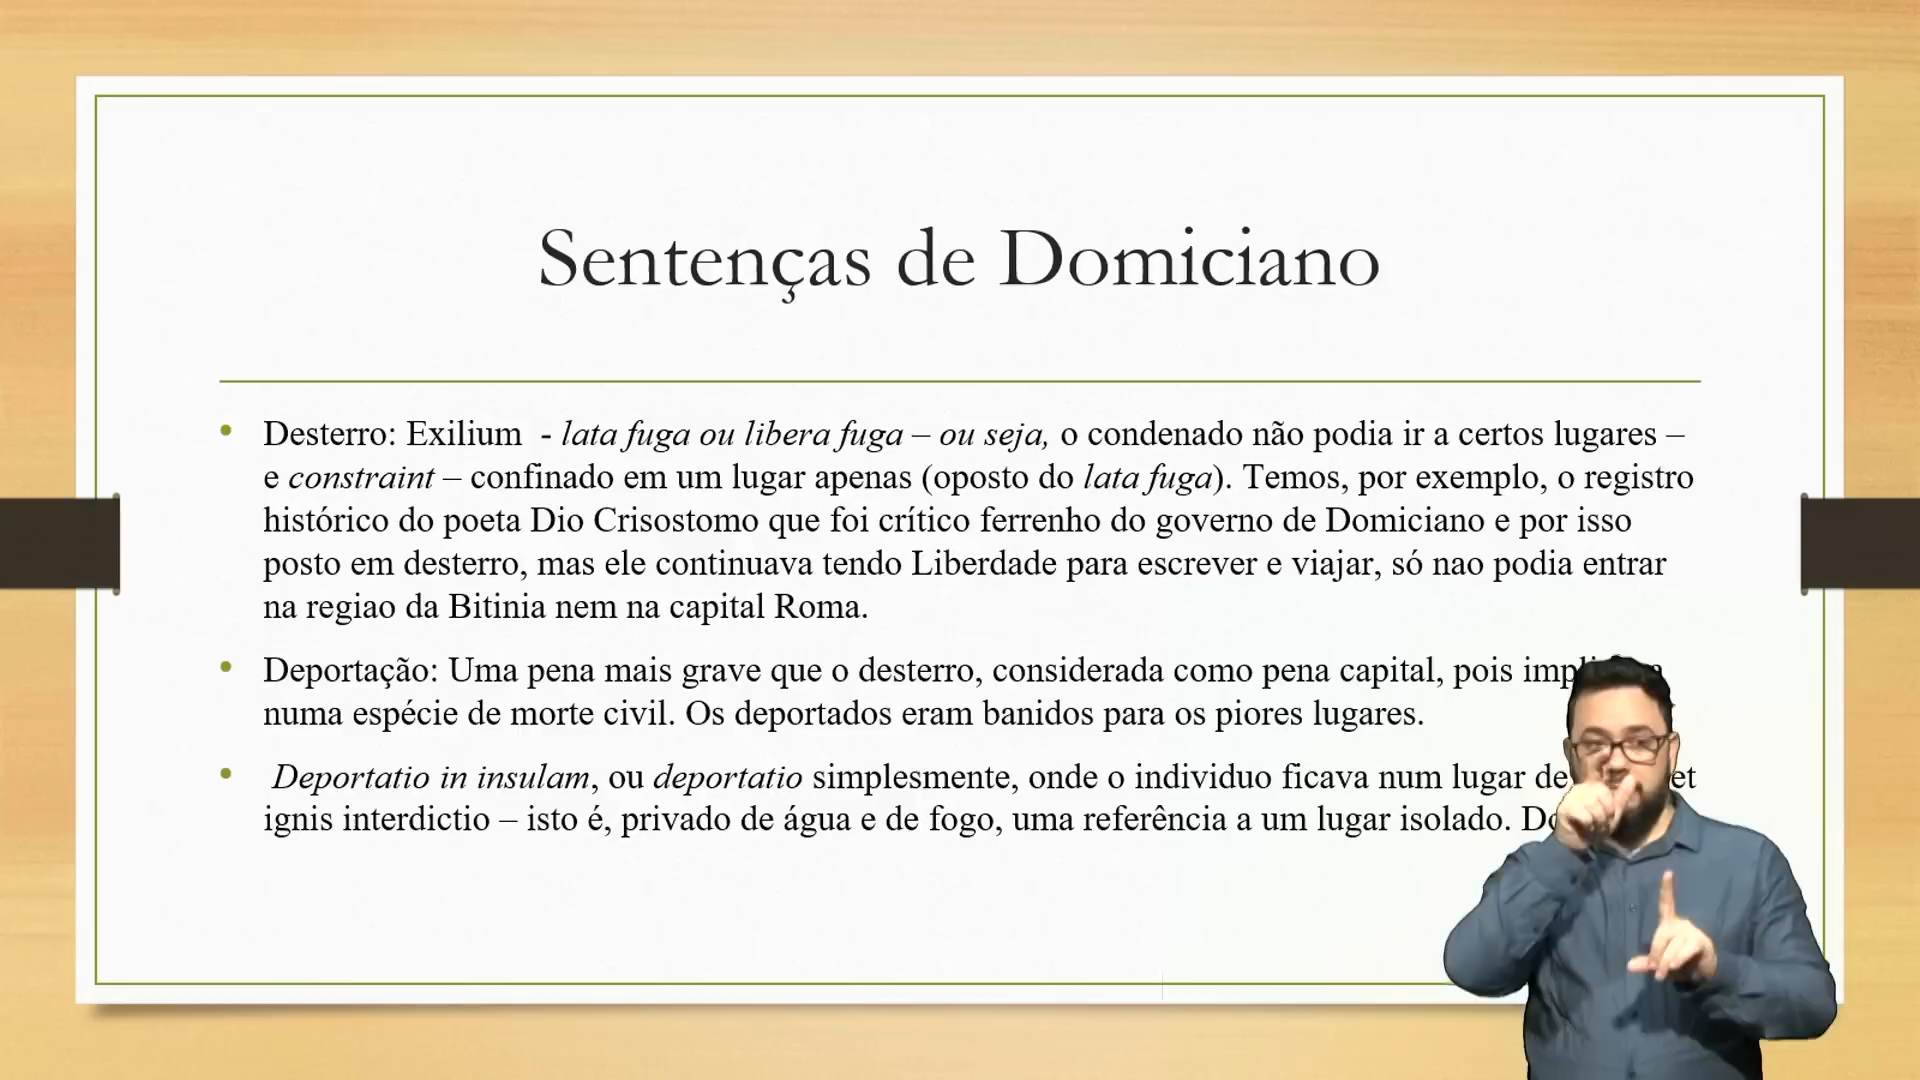 Sentenças de Domiciano
• Desterro: Exilium - lata fuga ou libera fuga – ou seja, o condenado não podia ir a certos lugares –
e constraint – confinado em um lugar apenas (oposto do lata fuga). Temos, por exemplo, o registro
histórico do poeta Dio Crisostomo que foi crítico ferrenho do governo de Domiciano e por isso
posto em desterro, mas ele continuava tendo Liberdade para escrever e viajar, só nao podia entrar
na regiao da Bitinia nem na capital Roma.
• Deportação: Uma pena mais grave que o desterro, considerada como pena capital, pois
numa espécie de morte civil. Os deportados eram banidos para os piores lugares.
• Deportatio in insulam, ou deportatio simplesmente, onde o individuo ficava num lugar de et
ignis interdictio – isto é, privado de água e de fogo, uma referência a um lugar isolado.